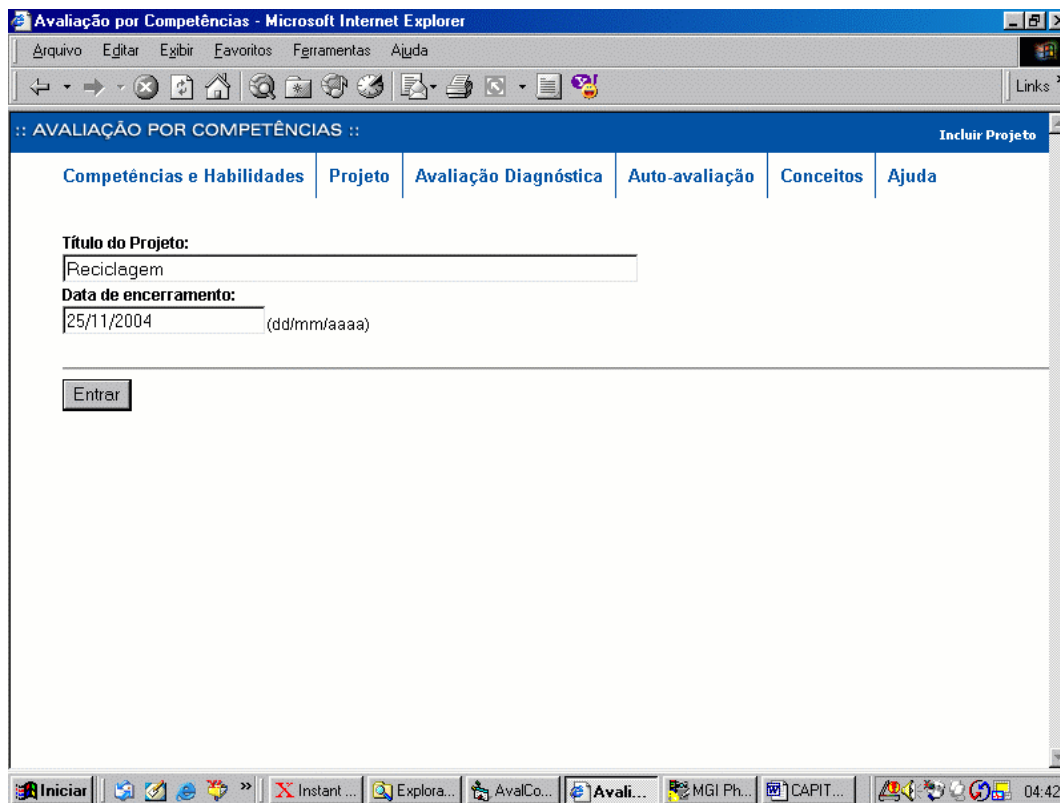 Avaliação por Competências - Microsoft Internet Explorer
Arquivo Editar Exibir Favoritos Ferramentas Ajuda
Links
:: AVALIAÇÃO POR COMPETÊNCIAS ::
Incluir Projeto
Competências e Habilidades Projeto Avaliação Diagnóstica Auto-avaliação Conceitos Ajuda
Título do Projeto:
Reciclagem
Data de encerramento:
25/11/2004 (dd/mm/aaaa)
Entrar
Iniciar » Instant ... Explora... AvalCo... Avali... MGI Ph... CAPIT... 04:42